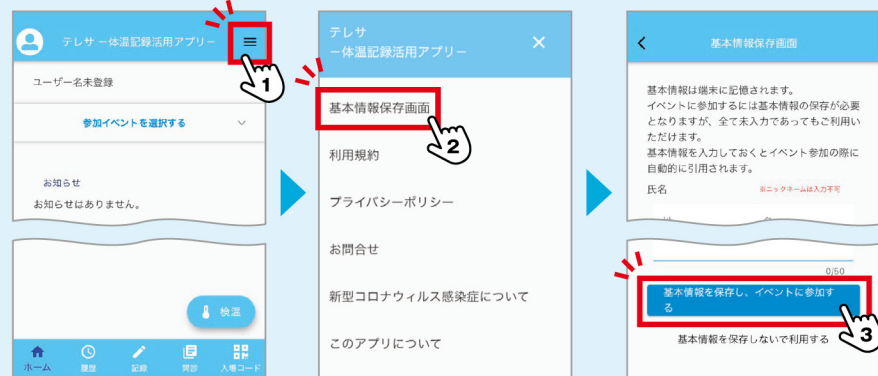 テレサ －体温記録活用アプリ－
1
ユーザー名未登録
参加イベントを選択する
お知らせ
お知らせはありません。
検温
ホーム
履歴
記録
問診
入場コード
テレサ
－体温記録活用アプリ－
×
基本情報保存画面
2
利用規約
プライバシーポリシー
お問合せ
新型コロナウィルス感染症について
このアプリについて
基本情報保存画面
基本情報は端末に記憶されます。
イベントに参加するには基本情報の保存が必要
となりますが、全て未入力であってもご利用い
ただけます。
基本情報を入力しておくとイベント参加の際に
自動的に引用されます。
氏名
※ニックネームは入力不可
0/50
基本情報を保存し、イベントに参加す
る
3
基本情報を保存しないで利用する